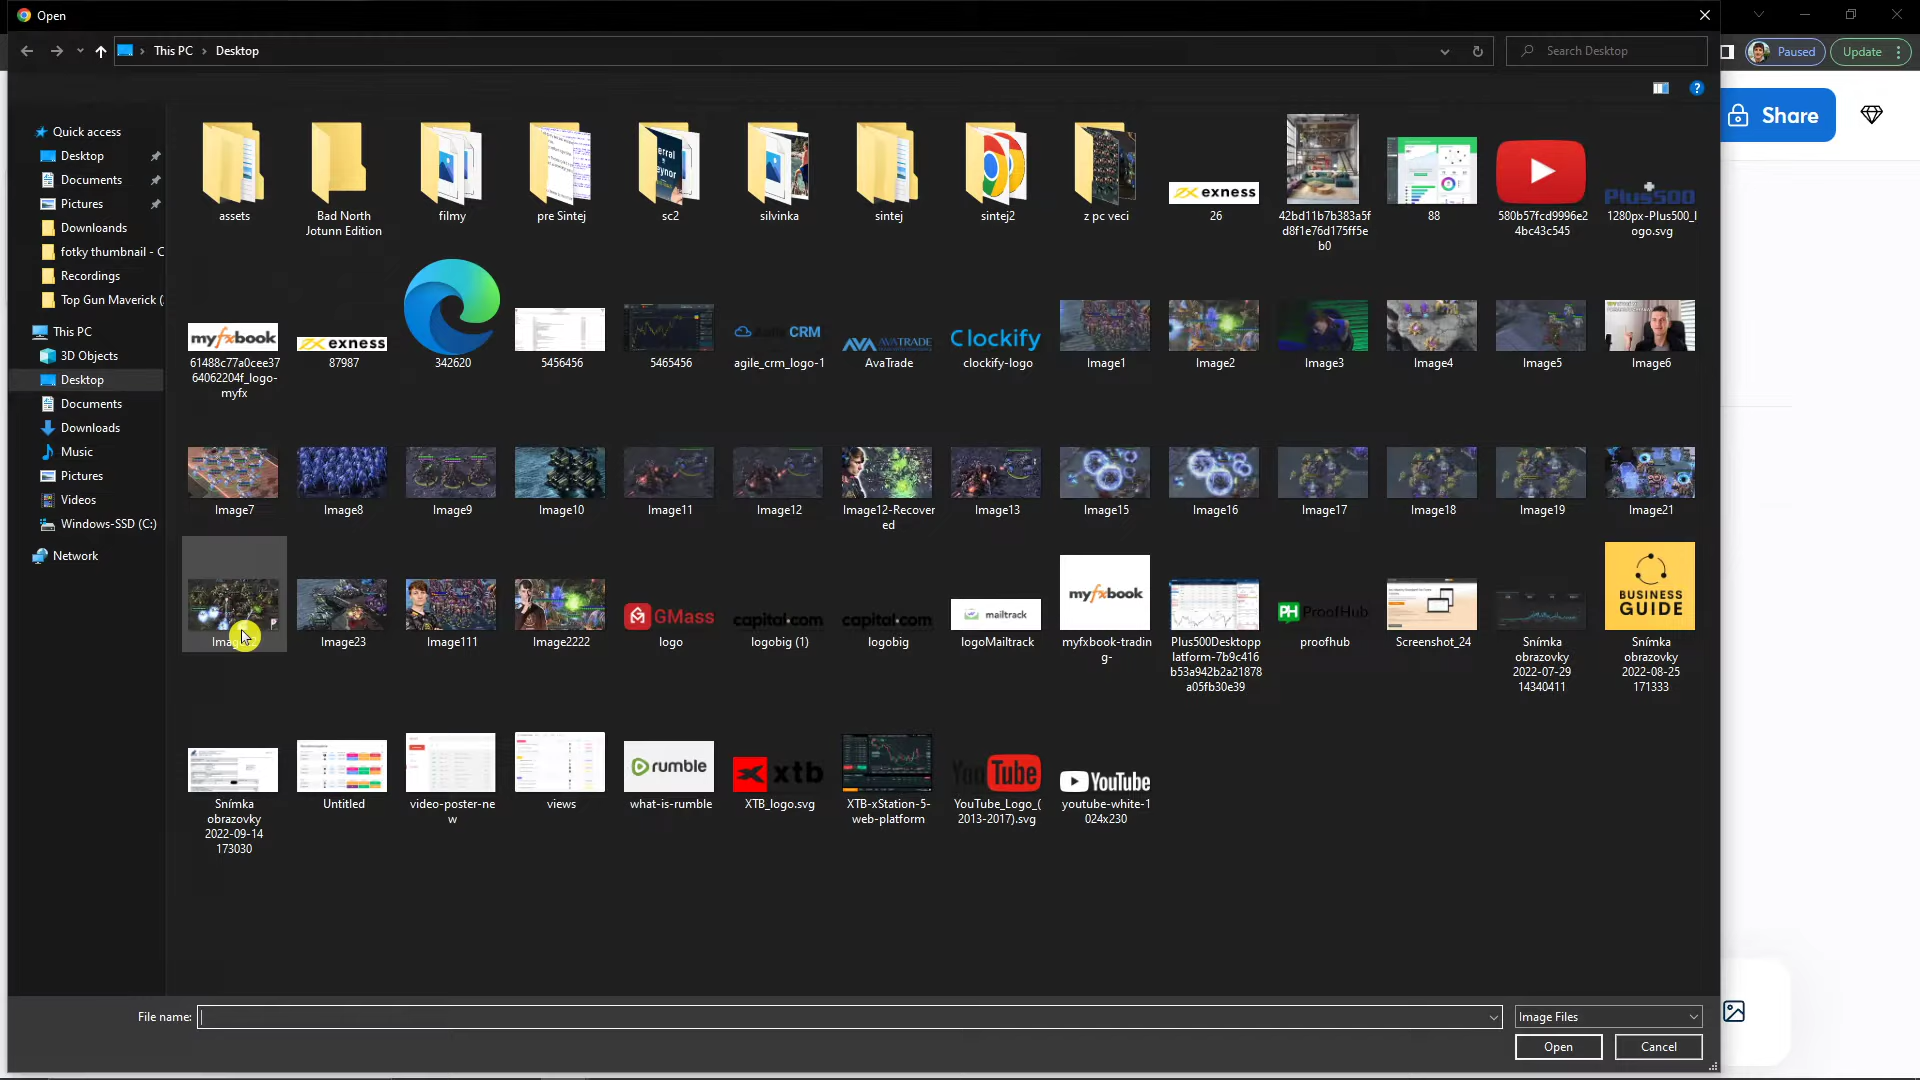 Open
This PC
Desktop
Search Desktop
Paused
Update
Share
Quick access
Desktop
Documents
Pictures
Downloads
fotky thumbnail - C
Recordings
Top Gun Maverick (
This PC
3D Objects
Desktop
Documents
Downloads
Music
Pictures
Videos
Windows-SSD (C:)
Network
assets
Bad North
Jotunn Edition
filmy
pre Sintej
sc2
silvinka
sintej
sintej2
z pc veci
exness
26
42bd11b7b383a5f
d8f1e76d175ff5e
b0
88
580b57fcd9996e2
4bc43c545
Plus500
1280px-Plus500_l
ogo.svg
myfxbook
61488c77a0cee37
64062204f_logo-
myfx
exness
87987
342620
5456456
5465456
Agile CRM
agile_crm_logo-1
AVATRADE
AvaTrade
Clockify
clockify-logo
Image1
Image2
Image3
Image4
Image5
Image6
Image7
Image8
Image9
Image10
Image11
Image12
Image12-Recover
ed
Image13
Image15
Image16
Image17
Image18
Image19
Image21
Image23
Image111
Image2222
GMass
logo
capital.com
logobig (1)
capital.com
logobig
mailtrack
logoMailtrack
myfxbook
myfxbook-tradin
g-
Plus500Desktopp
latform-7b9c416
b53a942b2a21878
a05fb30e39
PH ProofHub
proofhub
Screenshot_24
Snímka
obrazovky
2022-07-29
14340411
BUSINESS
GUIDE
Snímka
obrazovky
2022-08-25
171333
Snímka
obrazovky
2022-09-14
173030
Untitled
video-poster-ne
w
views
rumble
what-is-rumble
xtb
XTB_logo.svg
XTB-xStation-5-
web-platform
YouTube
YouTube_Logo_(
2013-2017).svg
YouTube
youtube-white-1
024x230
File name:
Image Files
Open
Cancel